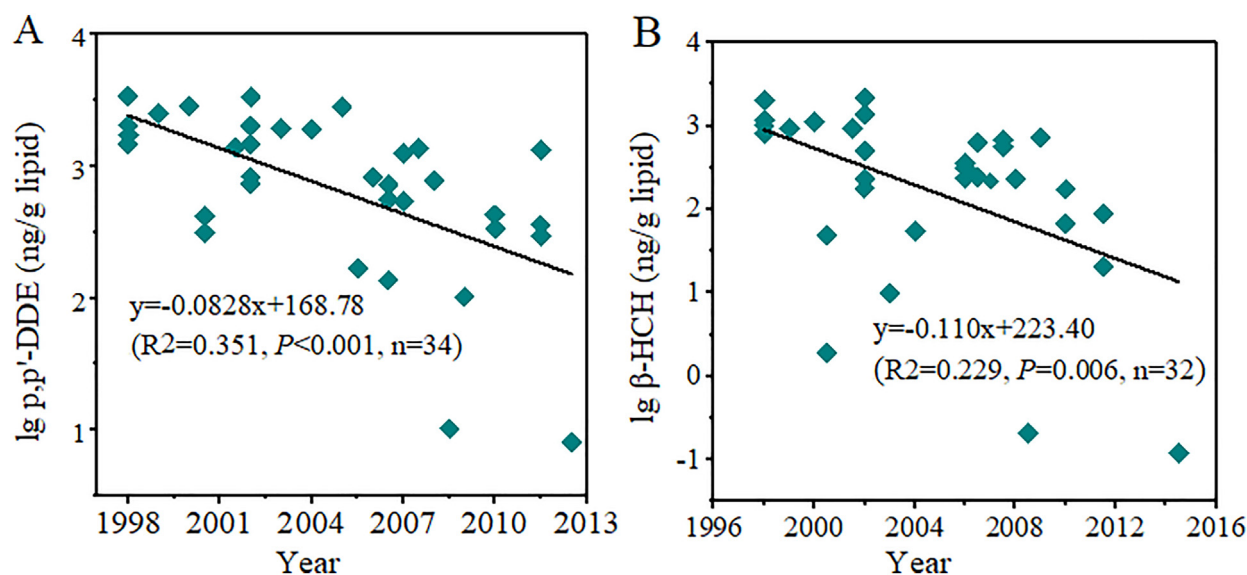 A
lg p,p'-DDE (ng/g lipid)
4
3
2
1
y=-0.0828x+168.78
(R2=0.351, P<0.001, n=34)
1998 2001 2004 2007 2010 2013
Year
B
lg β-HCH (ng/g lipid)
4
3
2
1
0
-1
y=-0.110x+223.40
(R2=0.229, P=0.006, n=32)
1996 2000 2004 2008 2012 2016
Year